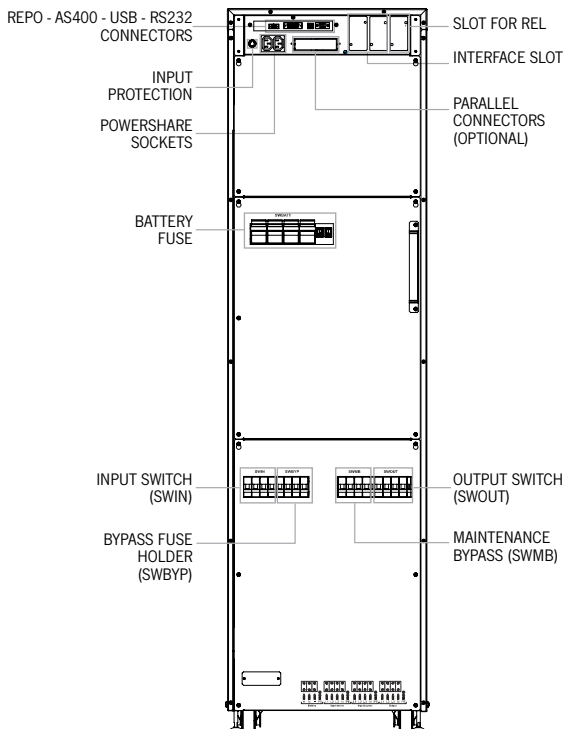 REPO - AS400 - USB - RS232
CONNECTORS
SLOT FOR REL
INTERFACE SLOT
INPUT
PROTECTION
PARALLEL
CONNECTORS
(OPTIONAL)
POWERSHARE
SOCKETS
SWBATT
BATTERY
FUSE
SWIN
SWBYP
SWMB
SWOUT
INPUT SWITCH
(SWIN)
OUTPUT SWITCH
(SWOUT)
BYPASS FUSE
HOLDER
(SWBYP)
MAINTENANCE
BYPASS (SWMB)